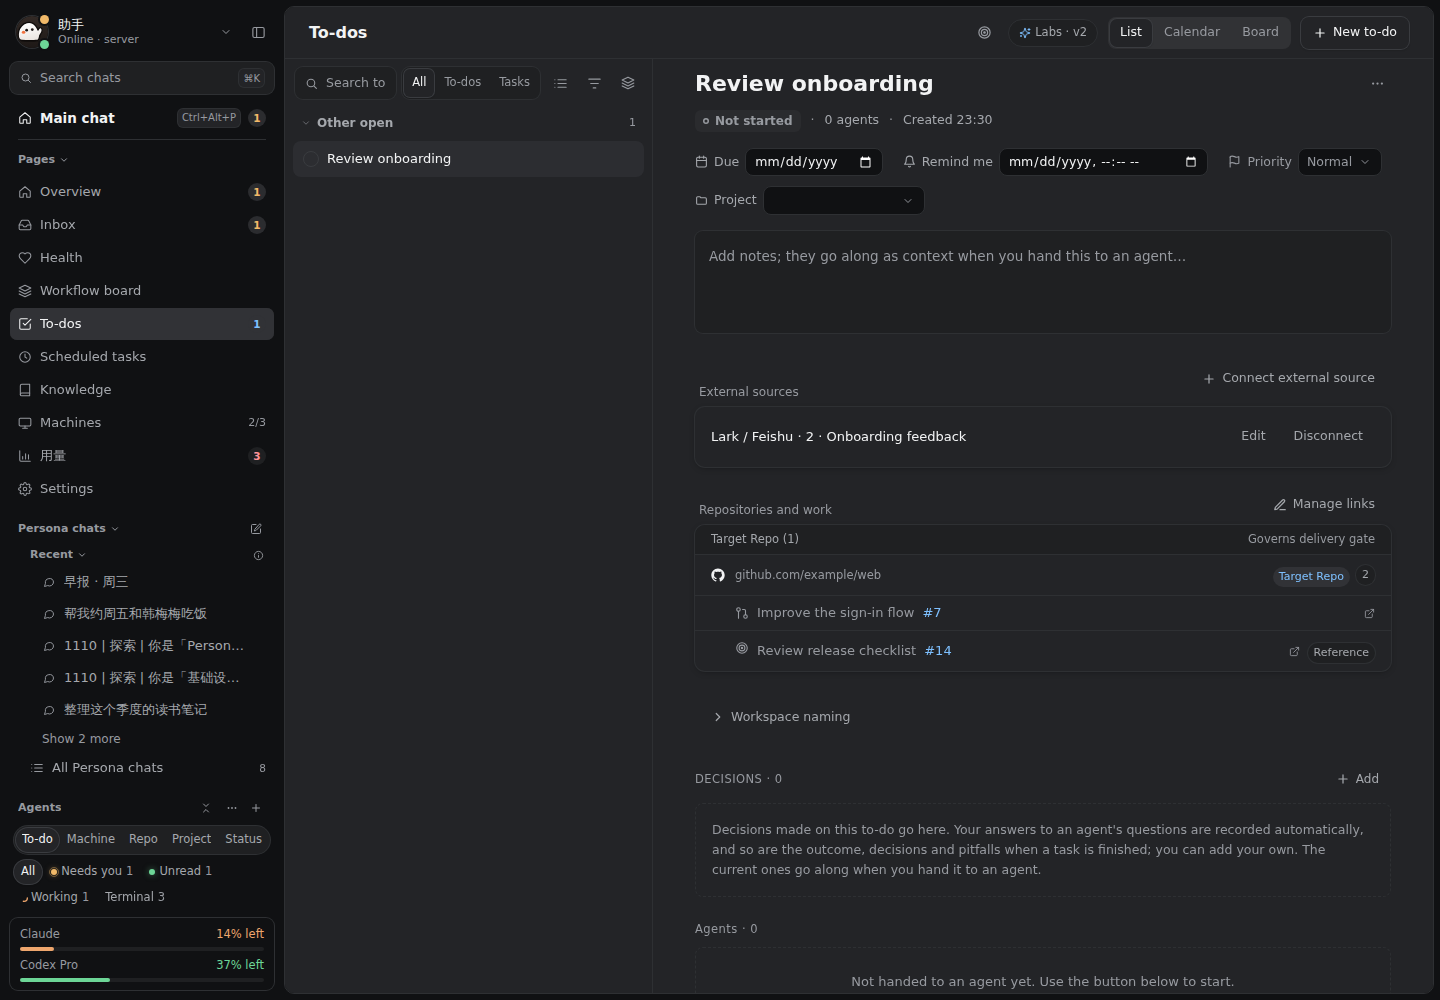 助手
Online · server
Search chats ⌘K
Main chat Ctrl+Alt+P 1
Pages
Overview 1
Inbox 1
Health
Workflow board
To-dos 1
Scheduled tasks
Knowledge
Machines 2/3
用量 3
Settings
Persona chats
Recent
早报 · 周三
帮我约周五和韩梅梅吃饭
1110 | 探索 | 你是「Person…
1110 | 探索 | 你是「基础设…
整理这个季度的读书笔记
Show 2 more
All Persona chats 8
Agents
To-do Machine Repo Project Status
All Needs you 1 Unread 1
Working 1 Terminal 3
Claude 14% left
Codex Pro 37% left
To-dos
Labs · v2
List Calendar Board
New to-do
Search to
All To-dos Tasks
Other open 1
Review onboarding
Review onboarding
Not started · 0 agents · Created 23:30
Due mm/dd/yyyy Remind me mm/dd/yyyy, --:-- -- Priority Normal
Project
Add notes; they go along as context when you hand this to an agent…
Connect external source
External sources
Lark / Feishu · 2 · Onboarding feedback Edit Disconnect
Manage links
Repositories and work
Target Repo (1) Governs delivery gate
github.com/example/web Target Repo 2
Improve the sign-in flow #7
Review release checklist #14 Reference
Workspace naming
DECISIONS · 0 Add
Decisions made on this to-do go here. Your answers to an agent's questions are recorded automatically,
and so are the outcome, decisions and pitfalls when a task is finished; you can add your own. The
current ones go along when you hand it to an agent.
Agents · 0
Not handed to an agent yet. Use the button below to start.